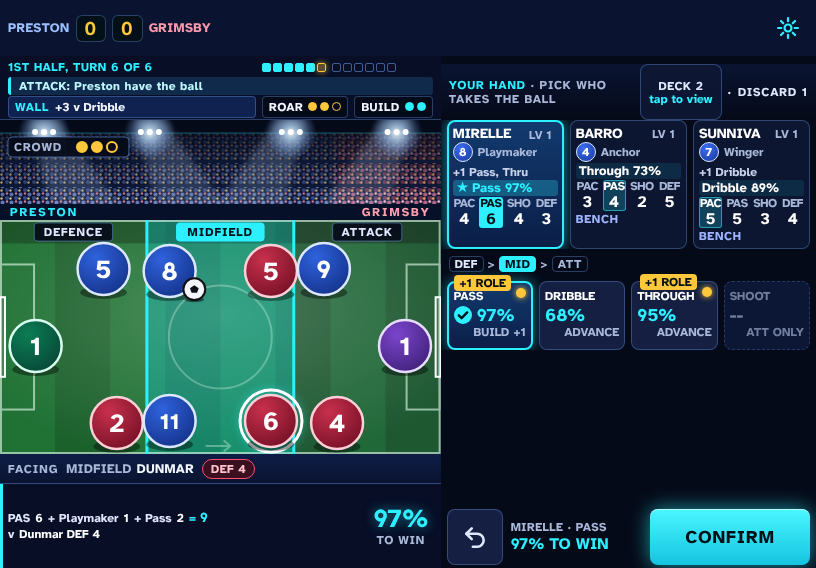 PRESTON 0 0 GRIMSBY
1ST HALF, TURN 6 OF 6
ATTACK: Preston have the ball
WALL +3 v Dribble
ROAR
BUILD
CROWD
PRESTON
GRIMSBY
DEFENCE
MIDFIELD
ATTACK
5
8
5
9
1
1
2
11
6
4
FACING MIDFIELD DUNMAR DEF 4
PAS 6 + Playmaker 1 + Pass 2 = 9
v Dunmar DEF 4
97%
TO WIN
YOUR HAND · PICK WHO
TAKES THE BALL
DECK 2
tap to view
· DISCARD 1
MIRELLE LV 1
8 Playmaker
+1 Pass, Thru
★ Pass 97%
PAC PAS SHO DEF
4 6 4 3
BARRO LV 1
4 Anchor
Through 73%
PAC PAS SHO DEF
3 4 2 5
BENCH
SUNNIVA LV 1
7 Winger
+1 Dribble
Dribble 89%
PAC PAS SHO DEF
5 5 3 4
BENCH
DEF > MID > ATT
+1 ROLE
PASS
97%
BUILD +1
DRIBBLE
68%
ADVANCE
+1 ROLE
THROUGH
95%
ADVANCE
SHOOT
--
ATT ONLY
MIRELLE · PASS
97% TO WIN
CONFIRM